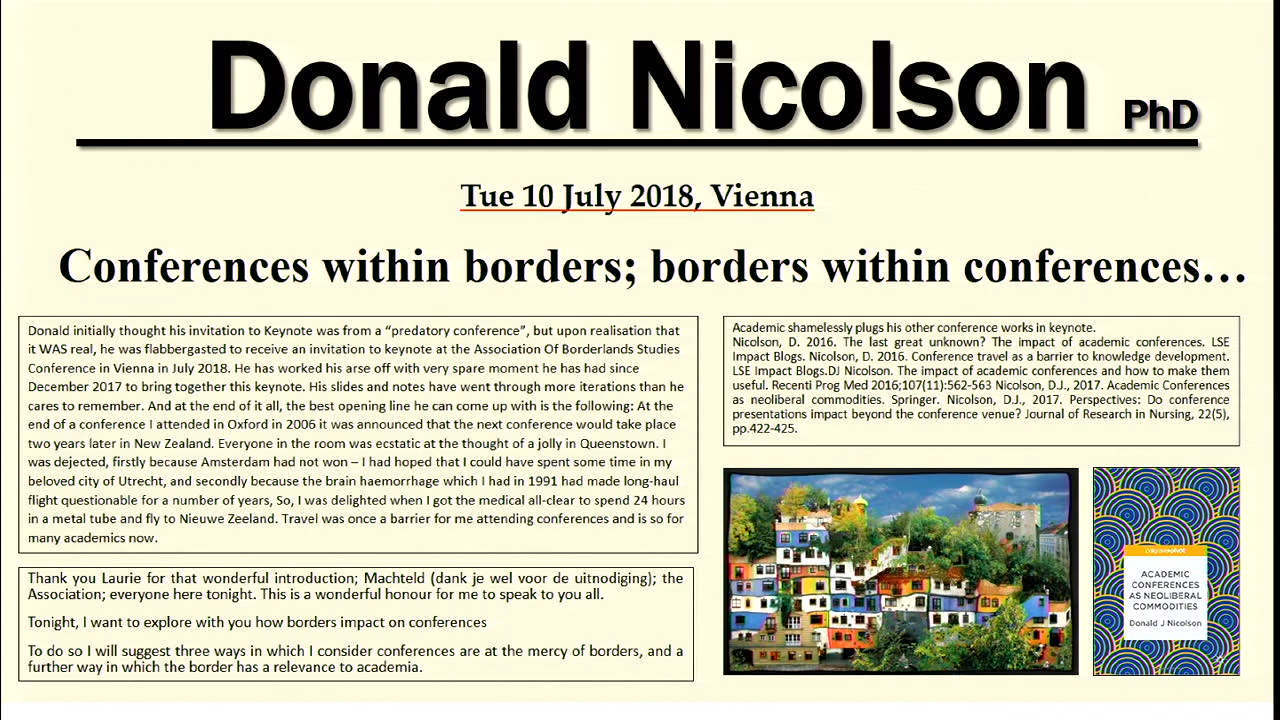 Donald Nicolson PhD
Tue 10 July 2018, Vienna
Conferences within borders; borders within conferences…
Donald initially thought his invitation to Keynote was from a “predatory conference”, but upon realisation that
it WAS real, he was flabbergasted to receive an invitation to keynote at the Association Of Borderlands Studies
Conference in Vienna in July 2018. He has worked his arse off with very spare moment he has had since
December 2017 to bring together this keynote. His slides and notes have went through more iterations than he
cares to remember. And at the end of it all, the best opening line he can come up with is the following: At the
end of a conference I attended in Oxford in 2006 it was announced that the next conference would take place
two years later in New Zealand. Everyone in the room was ecstatic at the thought of a jolly in Queenstown. I
was dejected, firstly because Amsterdam had not won – I had hoped that I could have spent some time in my
beloved city of Utrecht, and secondly because the brain haemorrhage which I had in 1991 had made long-haul
flight questionable for a number of years, So, I was delighted when I got the medical all-clear to spend 24 hours
in a metal tube and fly to Nieuwe Zeeland. Travel was once a barrier for me attending conferences and is so for
many academics now.
Thank you Laurie for that wonderful introduction; Machteld (dank je wel voor de uitnodiging); the
Association; everyone here tonight. This is a wonderful honour for me to speak to you all.
Tonight, I want to explore with you how borders impact on conferences
To do so I will suggest three ways in which I consider conferences are at the mercy of borders, and a
further way in which the border has a relevance to academia.
Academic shamelessly plugs his other conference works in keynote.
Nicolson, D. 2016. The last great unknown? The impact of academic conferences. LSE
Impact Blogs. Nicolson, D. 2016. Conference travel as a barrier to knowledge development.
LSE Impact Blogs.DJ Nicolson. The impact of academic conferences and how to make them
useful. Recenti Prog Med 2016;107(11):562-563 Nicolson, D.J., 2017. Academic Conferences
as neoliberal commodities. Springer. Nicolson, D.J., 2017. Perspectives: Do conference
presentations impact beyond the conference venue? Journal of Research in Nursing, 22(5),
pp.422-425.
palgrave pivot
ACADEMIC
CONFERENCES
AS NEOLIBERAL
COMMODITIES
Donald J Nicolson